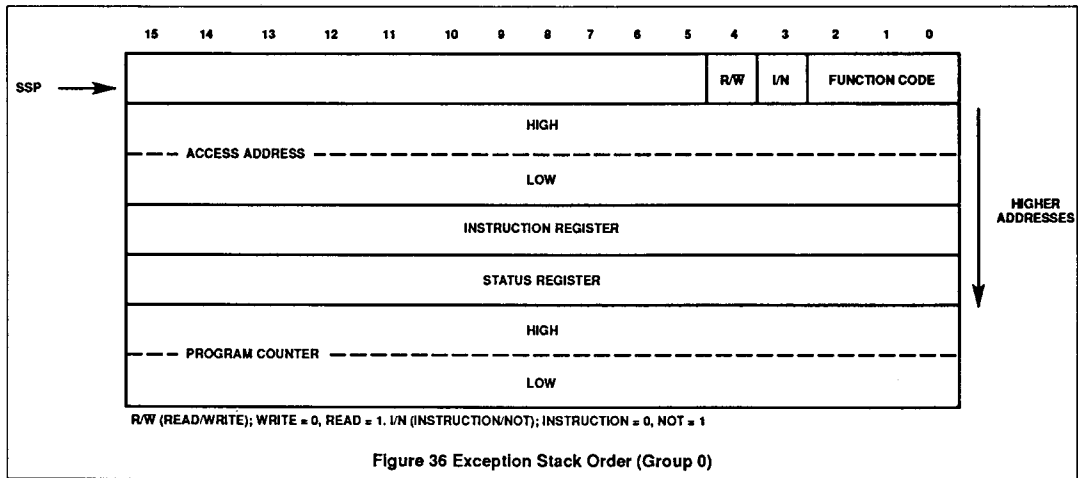 15 14 13 12 11 10 9 8 7 6 5 4 3 2 1 0
SSP R/W̅ I/N FUNCTION CODE
HIGH
ACCESS ADDRESS
LOW
INSTRUCTION REGISTER
HIGHER
ADDRESSES
STATUS REGISTER
HIGH
PROGRAM COUNTER
LOW
R/W̅ (READ/WRITE); WRITE = 0, READ = 1. I/N (INSTRUCTION/NOT); INSTRUCTION = 0, NOT = 1
Figure 36 Exception Stack Order (Group 0)